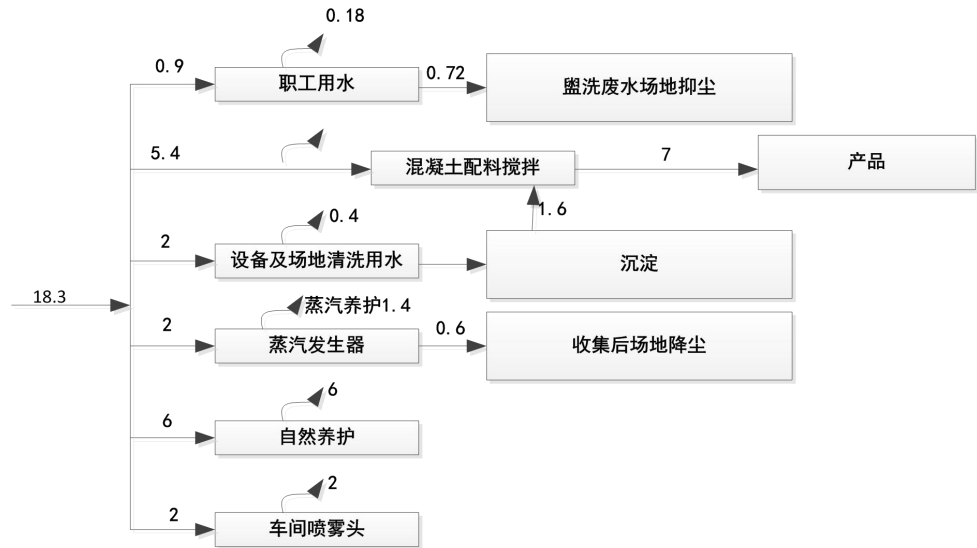 0.18
0.9
职工用水
0.72
盥洗废水场地抑尘
5.4
混凝土配料搅拌
7
产品
1.6
0.4
2
设备及场地清洗用水
沉淀
18.3
蒸汽养护1.4
2
蒸汽发生器
0.6
收集后场地降尘
6
6
自然养护
2
2
车间喷雾头